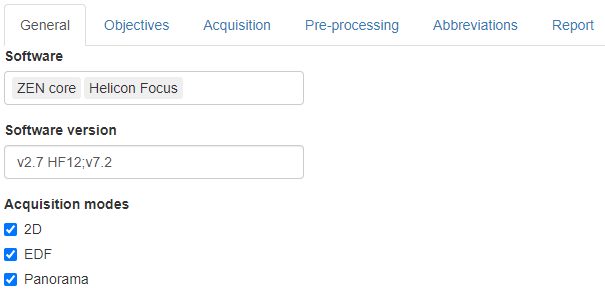 General Objectives Acquisition Pre-processing Abbreviations Report
Software
ZEN core Helicon Focus
Software version
v2.7 HF12;v7.2
Acquisition modes
2D
EDF
Panorama